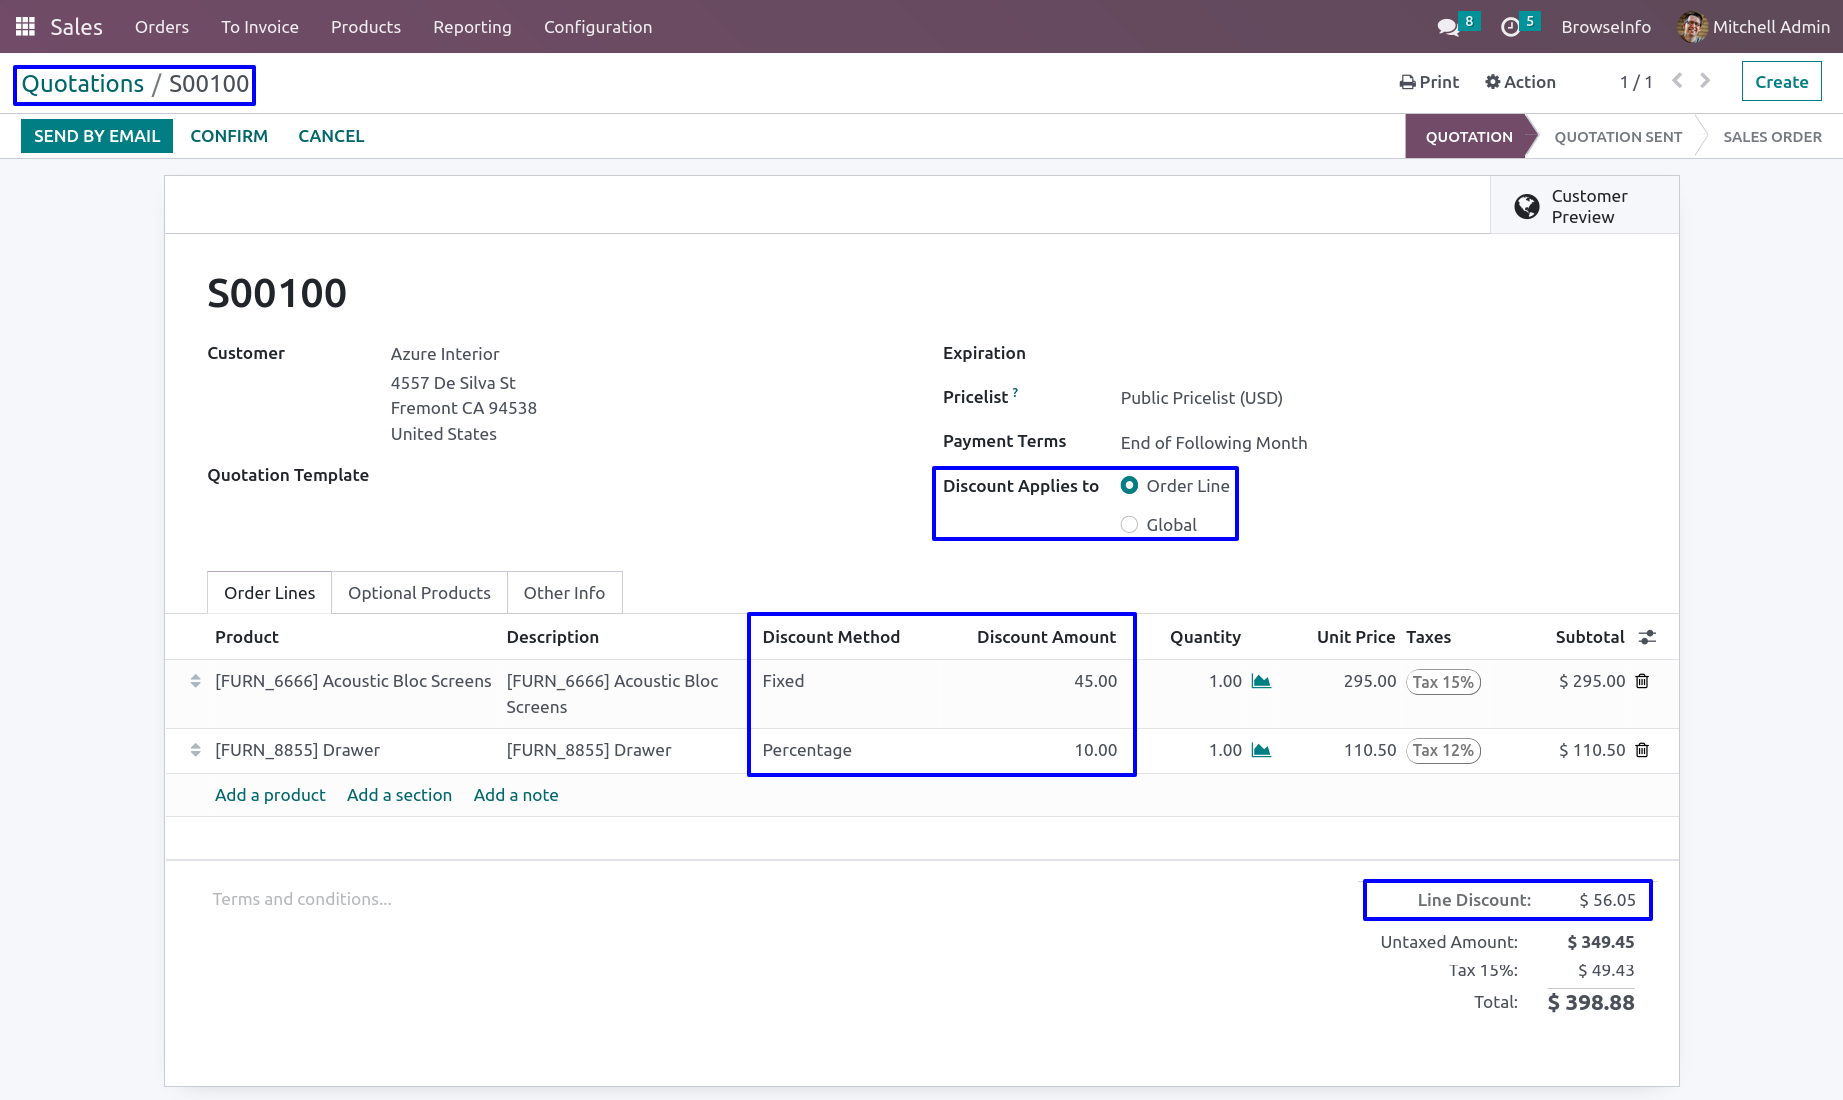 Sales Orders To Invoice Products Reporting Configuration 8 5 BrowseInfo Mitchell Admin
Quotations / S00100 Print Action 1 / 1 Create
SEND BY EMAIL CONFIRM CANCEL QUOTATION QUOTATION SENT SALES ORDER
Customer
Preview
S00100
Customer Azure Interior
4557 De Silva St
Fremont CA 94538
United States
Quotation Template
Expiration
Pricelist ? Public Pricelist (USD)
Payment Terms End of Following Month
Discount Applies to Order Line
Global
Order Lines Optional Products Other Info
Product Description Discount Method Discount Amount Quantity Unit Price Taxes Subtotal
[FURN_6666] Acoustic Bloc Screens [FURN_6666] Acoustic Bloc Fixed 45.00 1.00 295.00 Tax 15% $ 295.00
Screens
[FURN_8855] Drawer [FURN_8855] Drawer Percentage 10.00 1.00 110.50 Tax 12% $ 110.50
Add a product Add a section Add a note
Terms and conditions...
Line Discount: $ 56.05
Untaxed Amount: $ 349.45
Tax 15%: $ 49.43
Total: $ 398.88